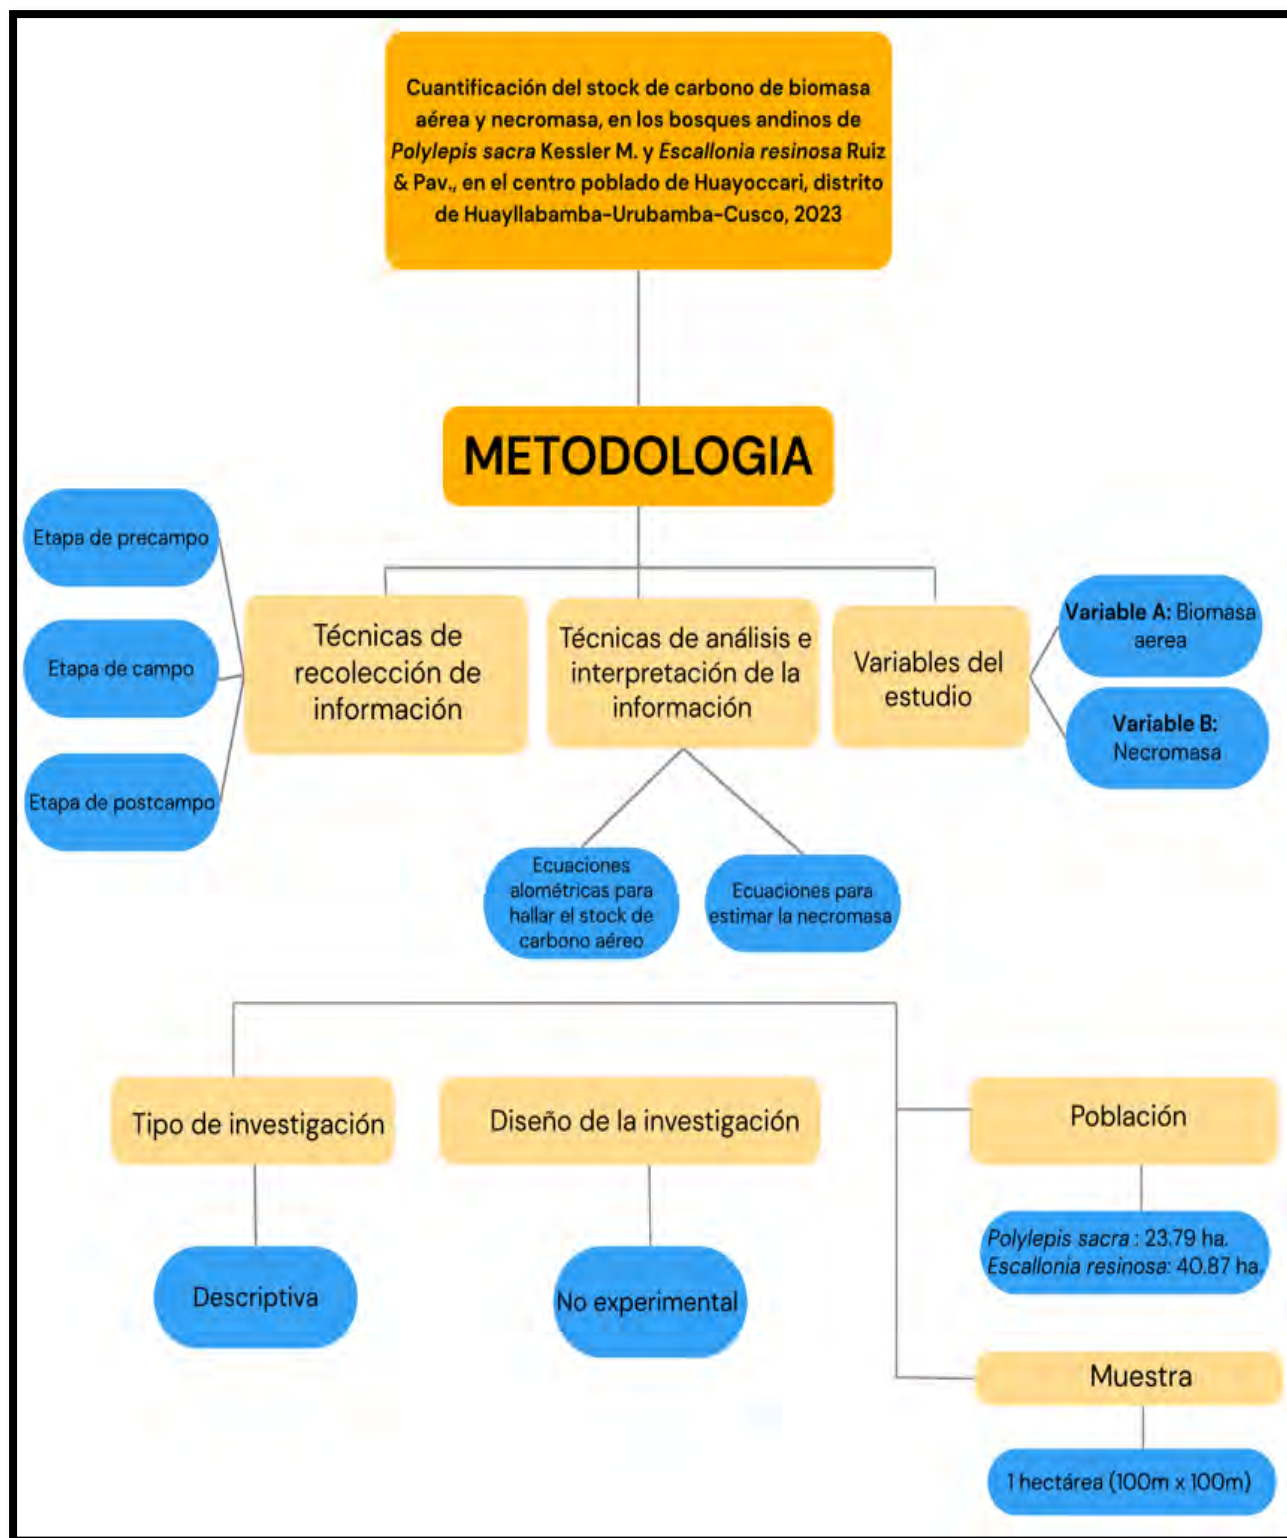 Cuantificación del stock de carbono de biomasa
aérea y necromasa, en los bosques andinos de
Polylepis sacra Kessler M. y Escallonia resinosa Ruiz
& Pav., en el centro poblado de Huayoccari, distrito
de Huayllabamba-Urubamba-Cusco, 2023
METODOLOGIA
Etapa de precampo
Etapa de campo
Etapa de postcampo
Técnicas de
recolección de
información
Técnicas de análisis e
interpretación de la
información
Variables del
estudio
Variable A: Biomasa
aerea
Variable B:
Necromasa
Ecuaciones
alométricas para
hallar el stock de
carbono aéreo
Ecuaciones para
estimar la necromasa
Tipo de investigación
Descriptiva
Diseño de la investigación
No experimental
Población
Polylepis sacra : 23.79 ha.
Escallonia resinosa: 40.87 ha.
Muestra
1 hectárea (100m x 100m)